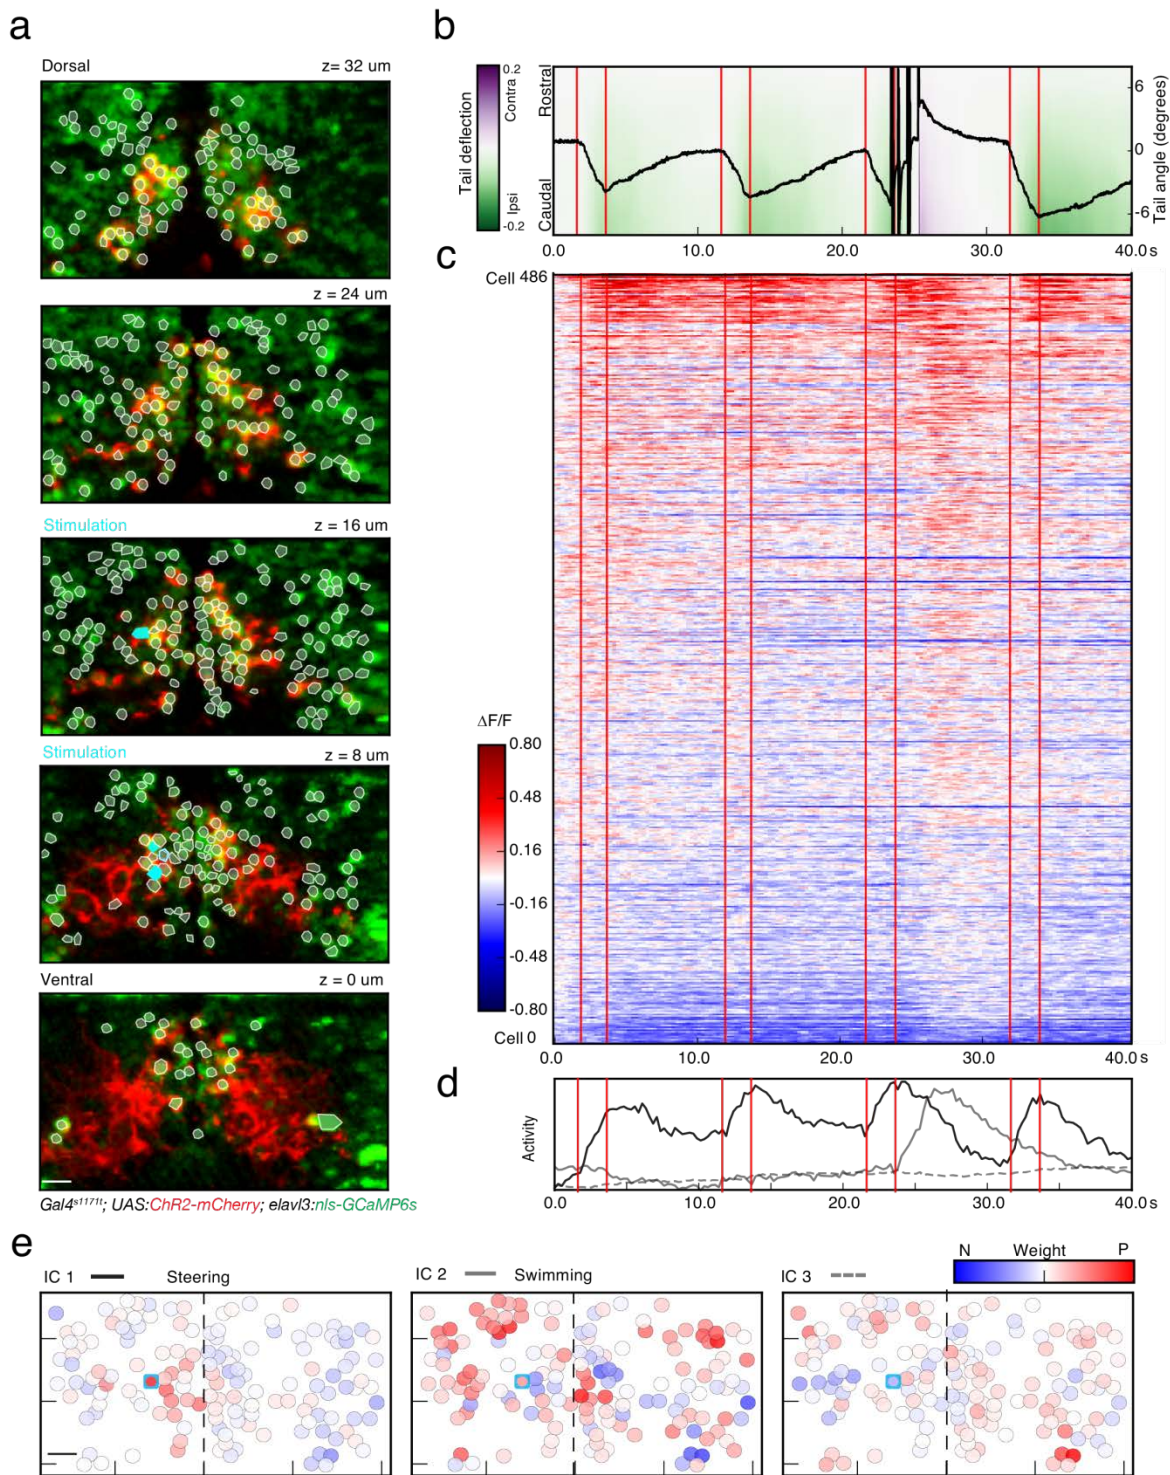 a
Dorsal z= 32 um
z = 24 um
Stimulation z = 16 um
Stimulation z = 8 um
Ventral z = 0 um
Gal4s1171t; UAS:ChR2-mCherry; elavl3:nls-GCaMP6s
b
Tail deflection
0.2
Contra
Ipsi
-0.2
Rostral
Caudal
6
0
-6
Tail angle (degrees)
0.0 10.0 20.0 30.0 40.0 s
c
Cell 486
Cell 0
ΔF/F
0.80
0.48
0.16
-0.16
-0.48
-0.80
0.0 10.0 20.0 30.0 40.0 s
d
Activity
0.0 10.0 20.0 30.0 40.0 s
e
N Weight P
IC 1 Steering
IC 2 Swimming
IC 3